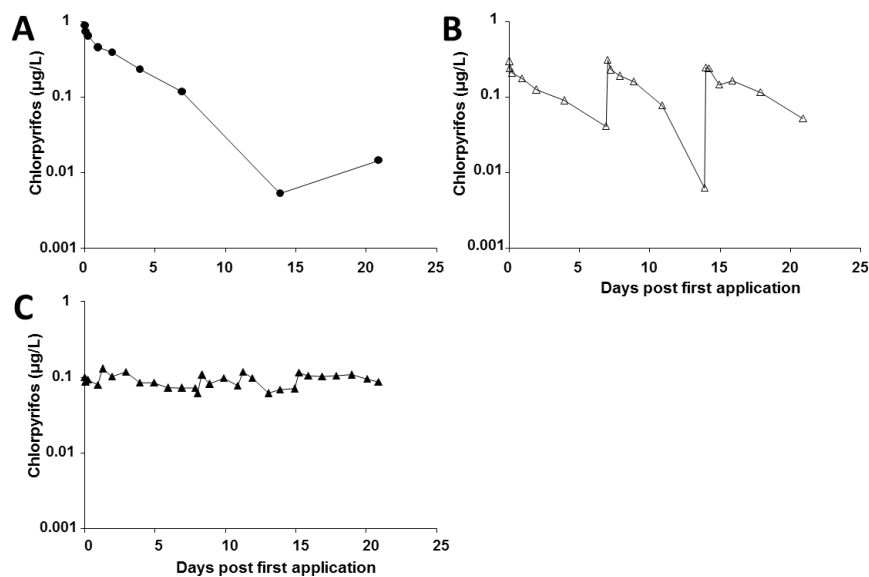 A
Chlorpyrifos (µg/L)
1
0.1
0.01
0.001
0 5 10 15 20 25
B
Chlorpyrifos (µg/L)
1
0.1
0.01
0.001
0 5 10 15 20 25
Days post first application
C
Chlorpyrifos (µg/L)
1
0.1
0.01
0.001
0 5 10 15 20 25
Days post first application